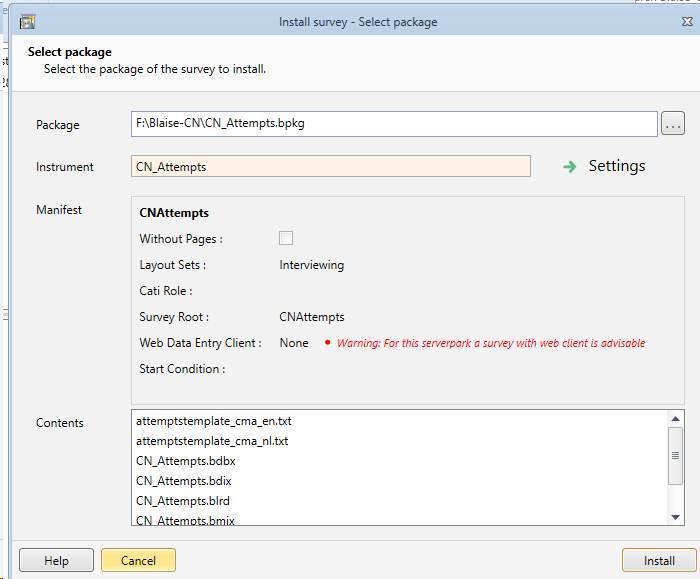 Install survey - Select package
Select package
Select the package of the survey to install.
Package
F:\Blaise-CN\CN_Attempts.bpkg
...
Instrument
CN_Attempts
Settings
Manifest
CNAttempts
Without Pages :
Layout Sets :
Interviewing
Cati Role :
Survey Root :
CNAttempts
Web Data Entry Client :
None
Warning: For this serverpark a survey with web client is advisable
Start Condition :
Contents
attemptstemplate_cma_en.txt
attemptstemplate_cma_nl.txt
CN_Attempts.bdbx
CN_Attempts.bdix
CN_Attempts.blrd
CN_Attempts.bmix
Help
Cancel
Install